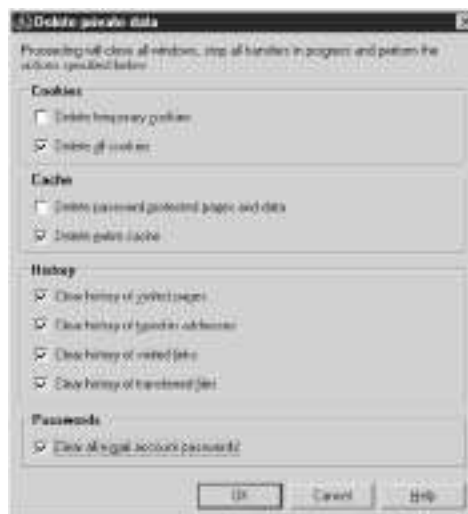 Delete private data
Proceeding will close all windows, stop all transfers in progress and perform the
actions specified below
Cookies
Delete temporary cookies
Delete all cookies
Cache
Delete password protected pages and data
Delete entire cache
History
Clear history of visited pages
Clear history of typed in addresses
Clear history of visited links
Clear history of transferred files
Passwords
Clear all e-mail account passwords
OK Cancel Help